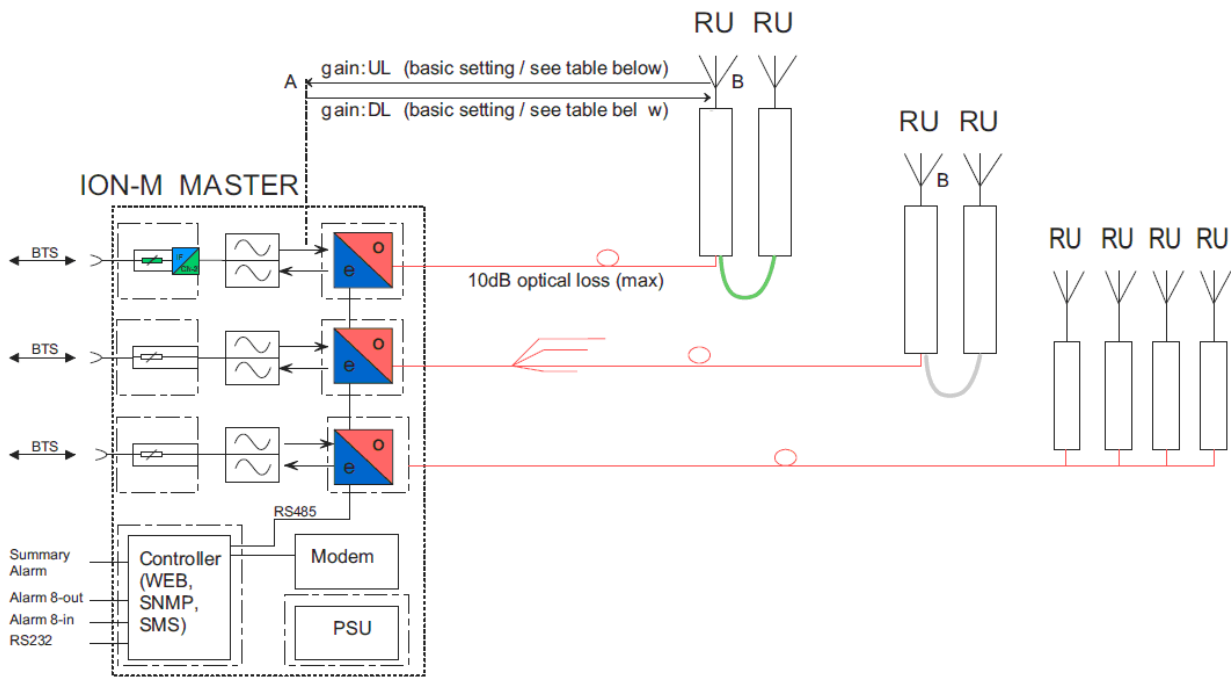 RU RU
gain:UL (basic setting / see table below)
A
B
gain:DL (basic setting / see table bel w)
RU RU
B
ION-M MASTER
RU RU RU RU
BTS
o
e
10dB optical loss (max)
BTS
o
e
BTS
o
e
RS485
Summary
Alarm
Alarm 8-out
Alarm 8-in
RS232
Controller
(WEB,
SNMP,
SMS)
Modem
PSU